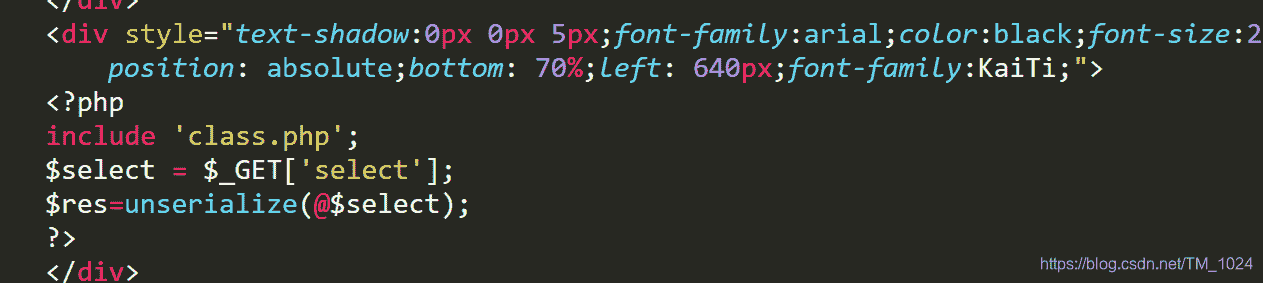 </div>
<div style="text-shadow:0px 0px 5px;font-family:arial;color:black;font-size:2
position: absolute;bottom: 70%;left: 640px;font-family:KaiTi;">
<?php
include 'class.php';
$select = $_GET['select'];
$res=unserialize(@$select);
?>
</div>
https://blog.csdn.net/TM_1024